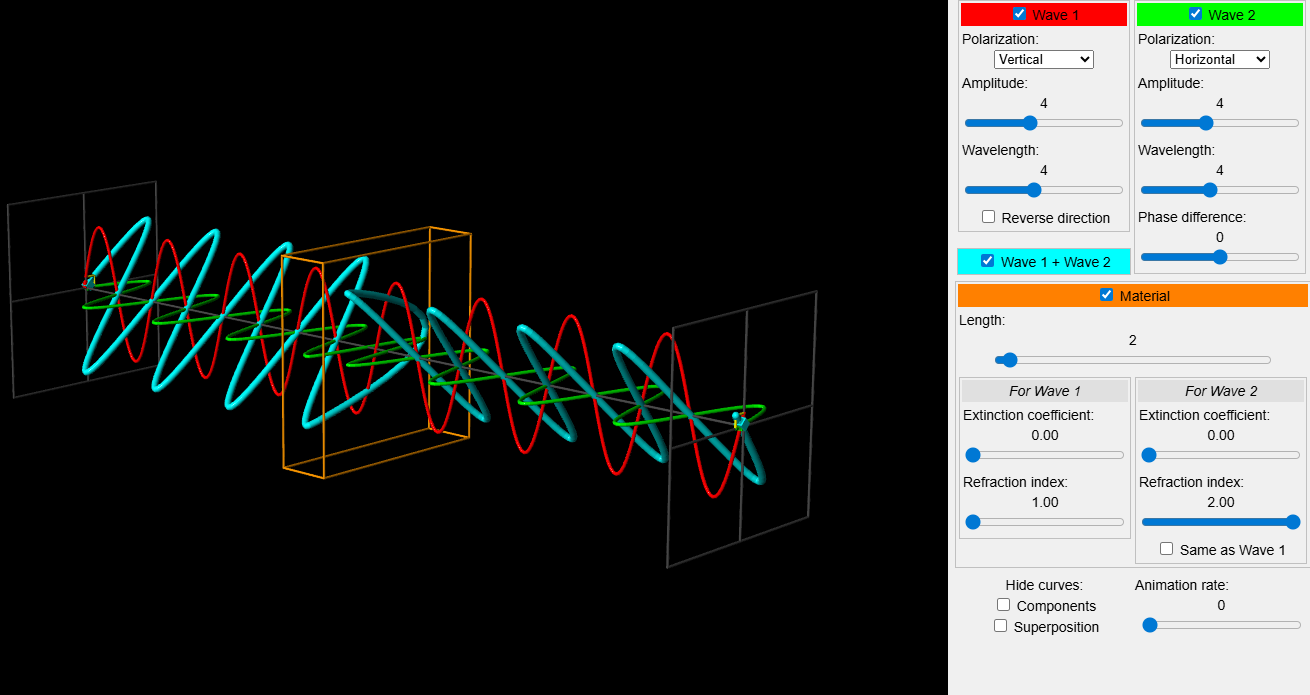 Wave 1
Wave 2
Polarization:
Polarization:
Vertical
Horizontal
Amplitude:
Amplitude:
4
4
Wavelength:
Wavelength:
4
4
Reverse direction
Phase difference:
0
Wave 1 + Wave 2
Material
Length:
2
For Wave 1
For Wave 2
Extinction coefficient:
Extinction coefficient:
0.00
0.00
Refraction index:
Refraction index:
1.00
2.00
Same as Wave 1
Hide curves:
Animation rate:
Components
0
Superposition